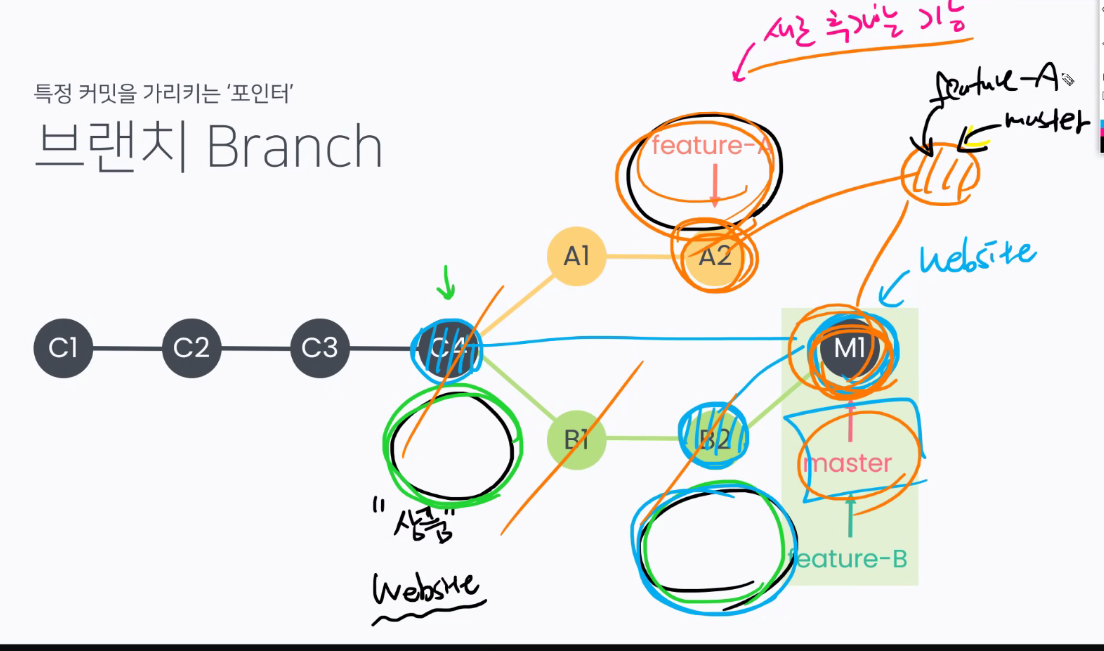 새로 추가하는 기능
특정 커밋을 가리키는 ‘포인터’
브랜치 Branch
feature-A
master
feature-A
A1
A2
website
C1
C2
C3
C4
M1
B1
B2
master
"상품"
feature-B
Website